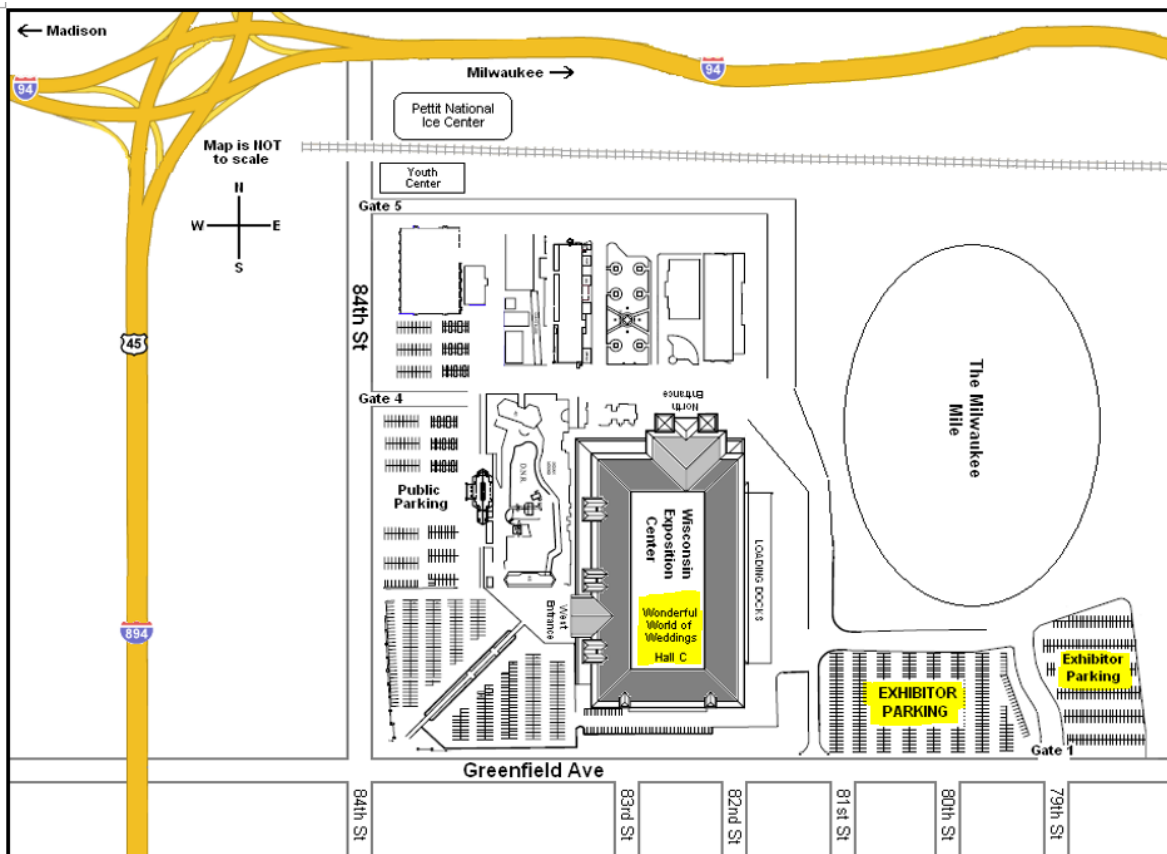 Madison
94
Milwaukee
94
Pettit National
Ice Center
Map is NOT
to scale
N
W
E
S
Youth
Center
Gate 5
84th St
45
Gate 4
North
Entrance
The Milwaukee
Mile
D.N.R.
Public
Parking
Wisconsin
Exposition
Center
LOADING DOCKS
West
Entrance
Wonderful
World of
Weddings
Hall C
894
Exhibitor
Parking
EXHIBITOR
PARKING
Gate 1
Greenfield Ave
84th St
83rd St
82nd St
81st St
80th St
79th St